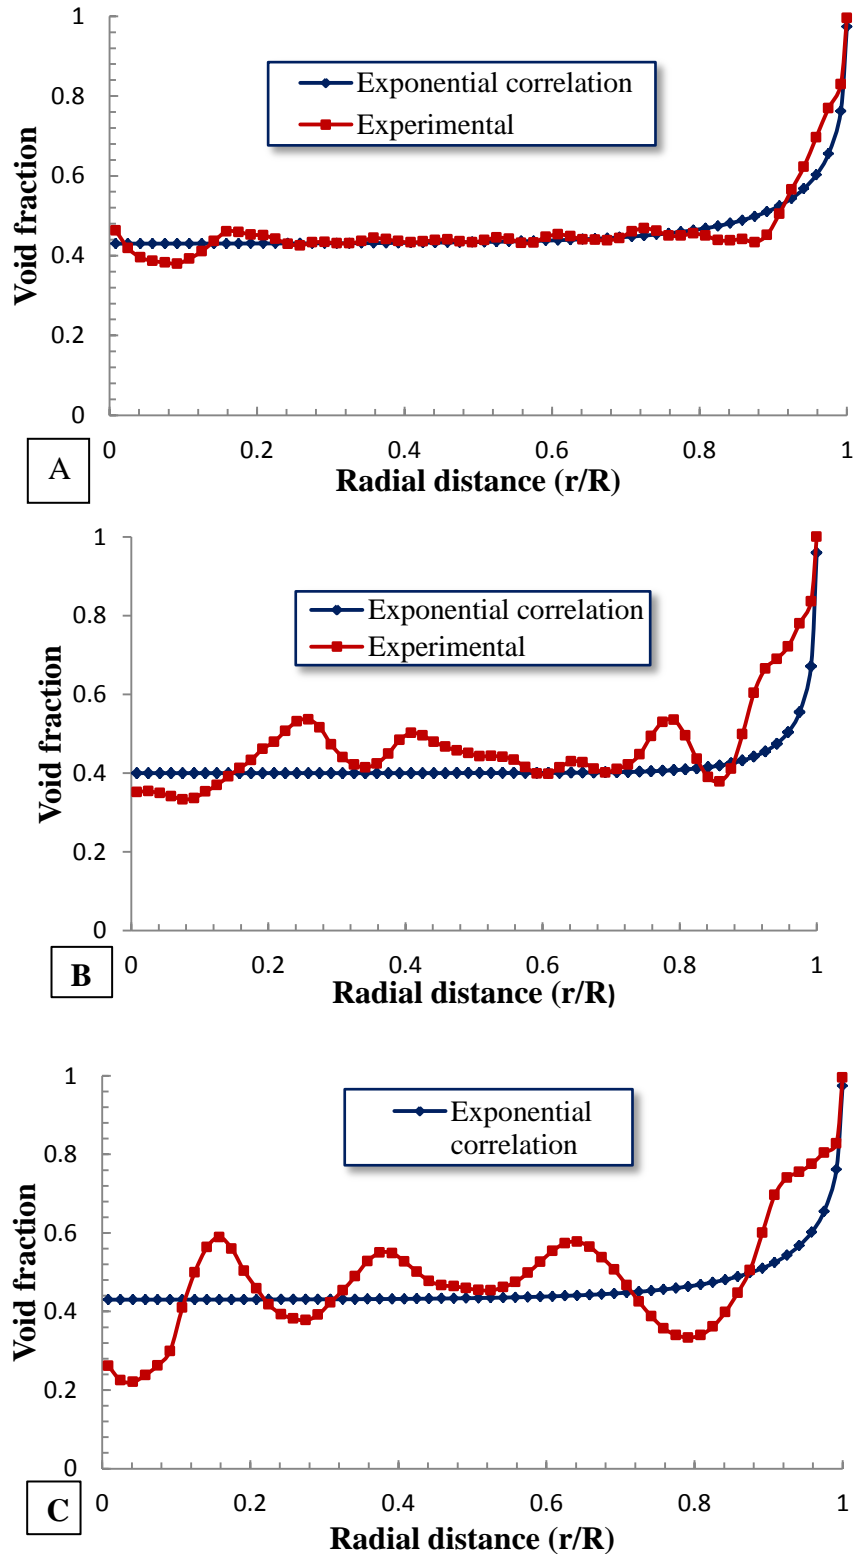 1
0.8
0.6
0.4
0.2
0
Void fraction
Exponential correlation
Experimental
0 0.2 0.4 0.6 0.8 1
A
Radial distance (r/R)
1
0.8
0.6
0.4
0.2
0
Void fraction
Exponential correlation
Experimental
0 0.2 0.4 0.6 0.8 1
B
Radial distance (r/R)
1
0.8
0.6
0.4
0.2
0
Void fraction
Exponential
correlation
0 0.2 0.4 0.6 0.8 1
C
Radial distance (r/R)